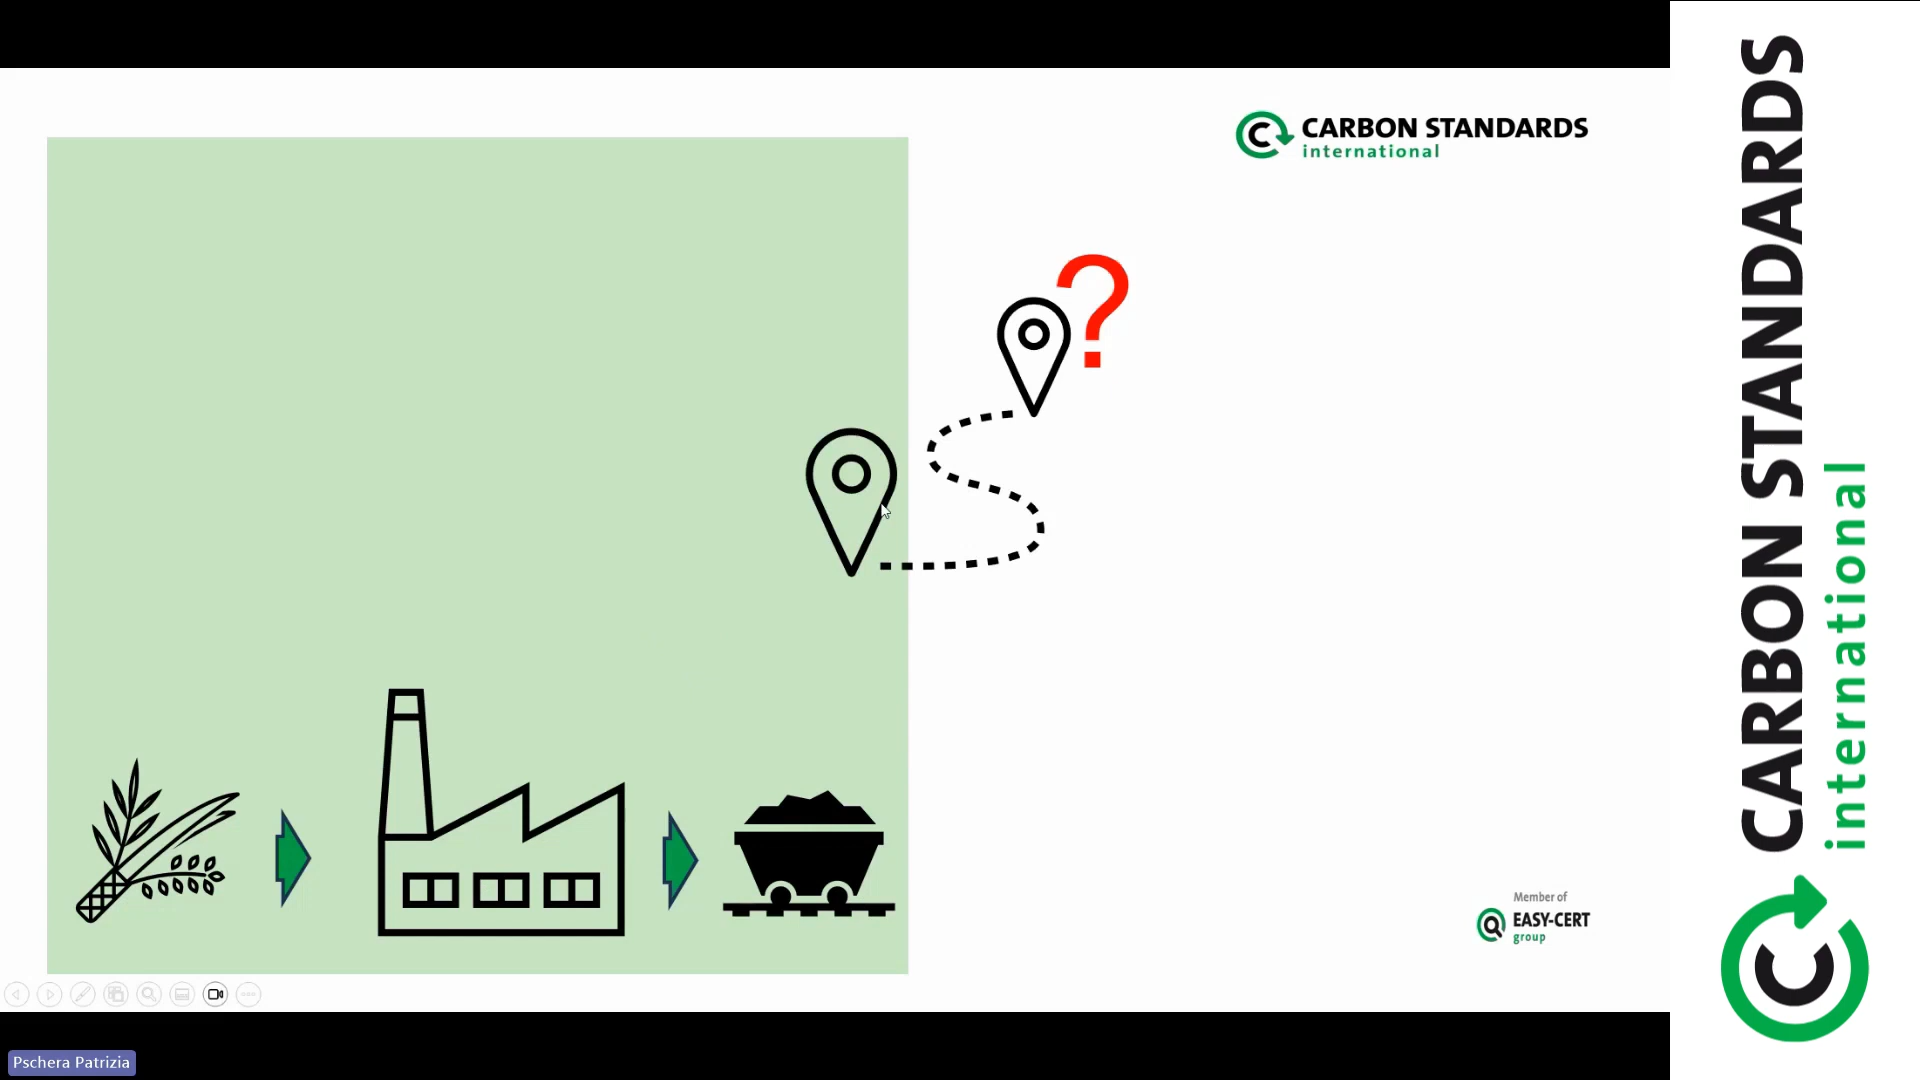 CARBON STANDARDS
international
?
Member of
EASY-CERT
group
Pschera Patrizia
CARBON STANDARDS
international